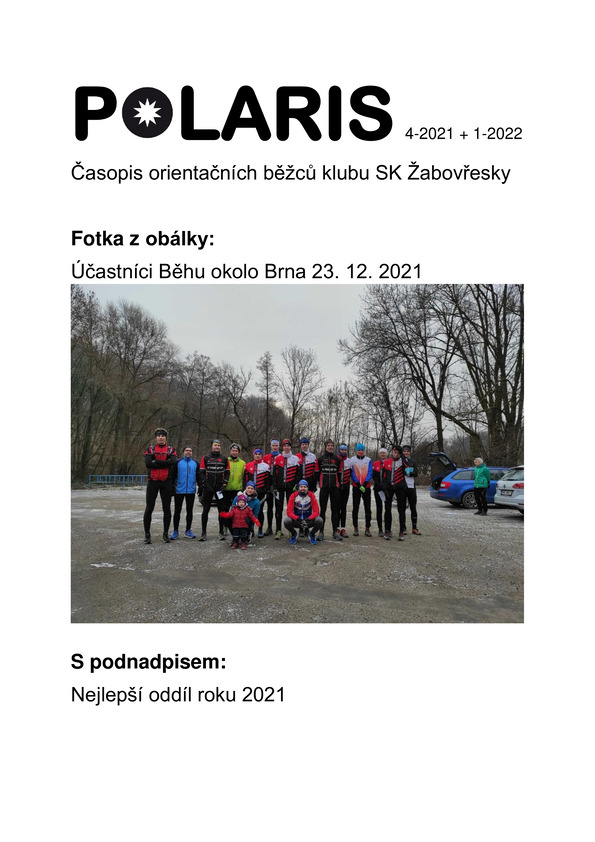 POLARIS 4-2021 + 1-2022
Časopis orientačních běžců klubu SK Žabovřesky
Fotka z obálky:
Účastníci Běhu okolo Brna 23. 12. 2021
S podnadpisem:
Nejlepší oddíl roku 2021